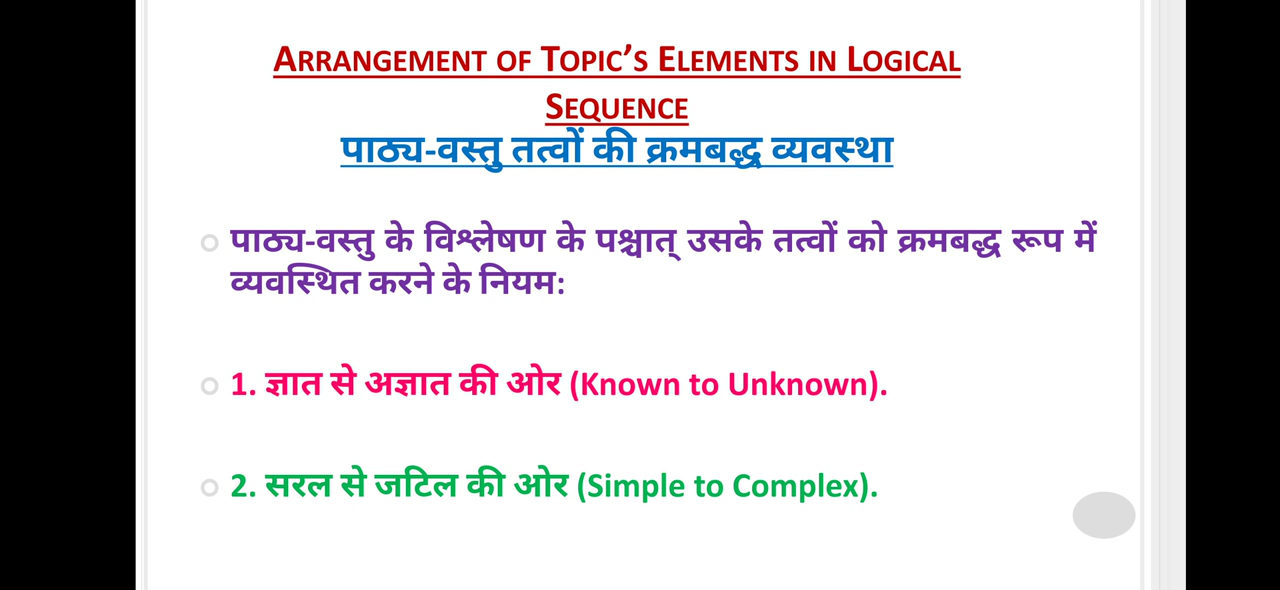 Arrangement of Topic’s Elements in Logical
Sequence
पाठ्य-वस्तु तत्वों की क्रमबद्ध व्यवस्था
पाठ्य-वस्तु के विश्लेषण के पश्चात् उसके तत्वों को क्रमबद्ध रूप में
व्यवस्थित करने के नियम:
1. ज्ञात से अज्ञात की ओर (Known to Unknown).
2. सरल से जटिल की ओर (Simple to Complex).